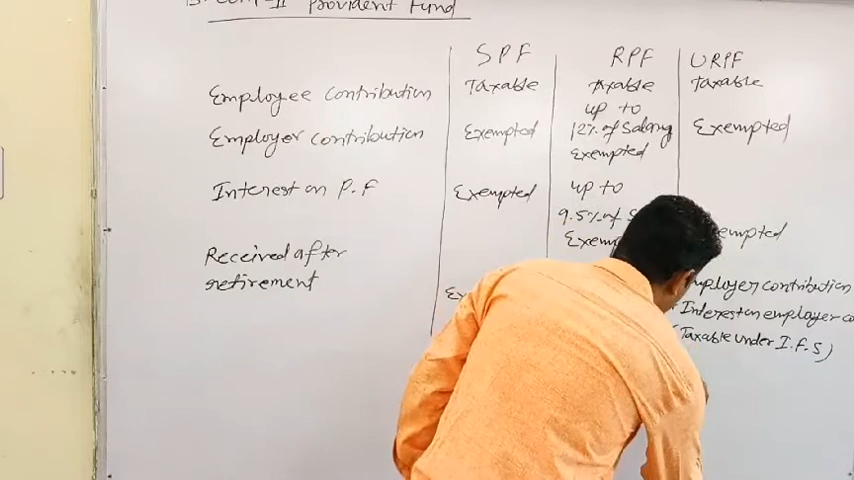 Provident Fund
SPF RPF URPF
Employee Contribution Taxable Taxable Taxable
up to
Employer Contribution Exempted 12% of Salary Exempted
Exempted
Interest on P.F Exempted up to
9.5% of
Received after
retirement
Employer contribution
Interest on employer
(Taxable under I.F.S)